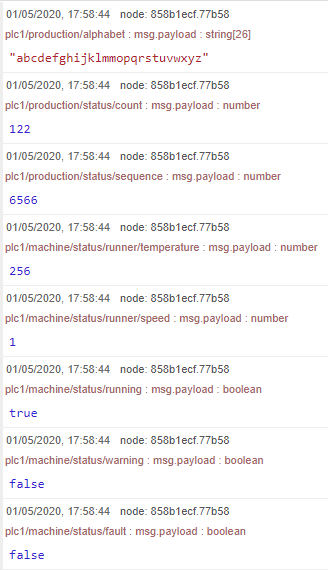 01/05/2020, 17:58:44 node: 858b1ecf.77b58
plc1/production/alphabet : msg.payload : string[26]
"abcdefghijklmmopqrstuvwxyz"
01/05/2020, 17:58:44 node: 858b1ecf.77b58
plc1/production/status/count : msg.payload : number
122
01/05/2020, 17:58:44 node: 858b1ecf.77b58
plc1/production/status/sequence : msg.payload : number
6566
01/05/2020, 17:58:44 node: 858b1ecf.77b58
plc1/machine/status/runner/temperature : msg.payload : number
256
01/05/2020, 17:58:44 node: 858b1ecf.77b58
plc1/machine/status/runner/speed : msg.payload : number
1
01/05/2020, 17:58:44 node: 858b1ecf.77b58
plc1/machine/status/running : msg.payload : boolean
true
01/05/2020, 17:58:44 node: 858b1ecf.77b58
plc1/machine/status/warning : msg.payload : boolean
false
01/05/2020, 17:58:44 node: 858b1ecf.77b58
plc1/machine/status/fault : msg.payload : boolean
false